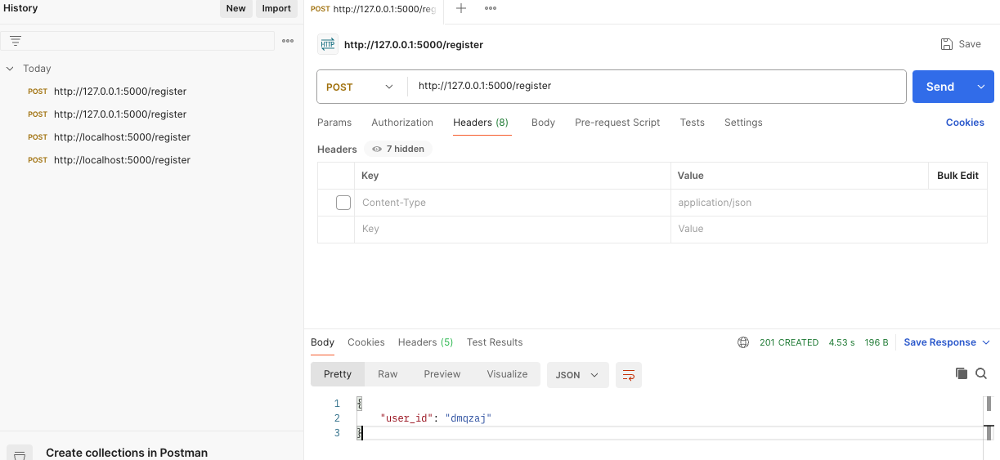 History New Import
Today
POST http://127.0.0.1:5000/register
POST http://127.0.0.1:5000/register
POST http://localhost:5000/register
POST http://localhost:5000/register
Create collections in Postman
POST http://127.0.0.1:5000/reg
HTTP http://127.0.0.1:5000/register Save
POST http://127.0.0.1:5000/register Send
Params Authorization Headers (8) Body Pre-request Script Tests Settings Cookies
Headers 7 hidden
Key Value Bulk Edit
Content-Type application/json
Key Value
Body Cookies Headers (5) Test Results 201 CREATED 4.53 s 196 B Save Response
Pretty Raw Preview Visualize JSON
1 {
2 "user_id": "dmqzaj"
3 }